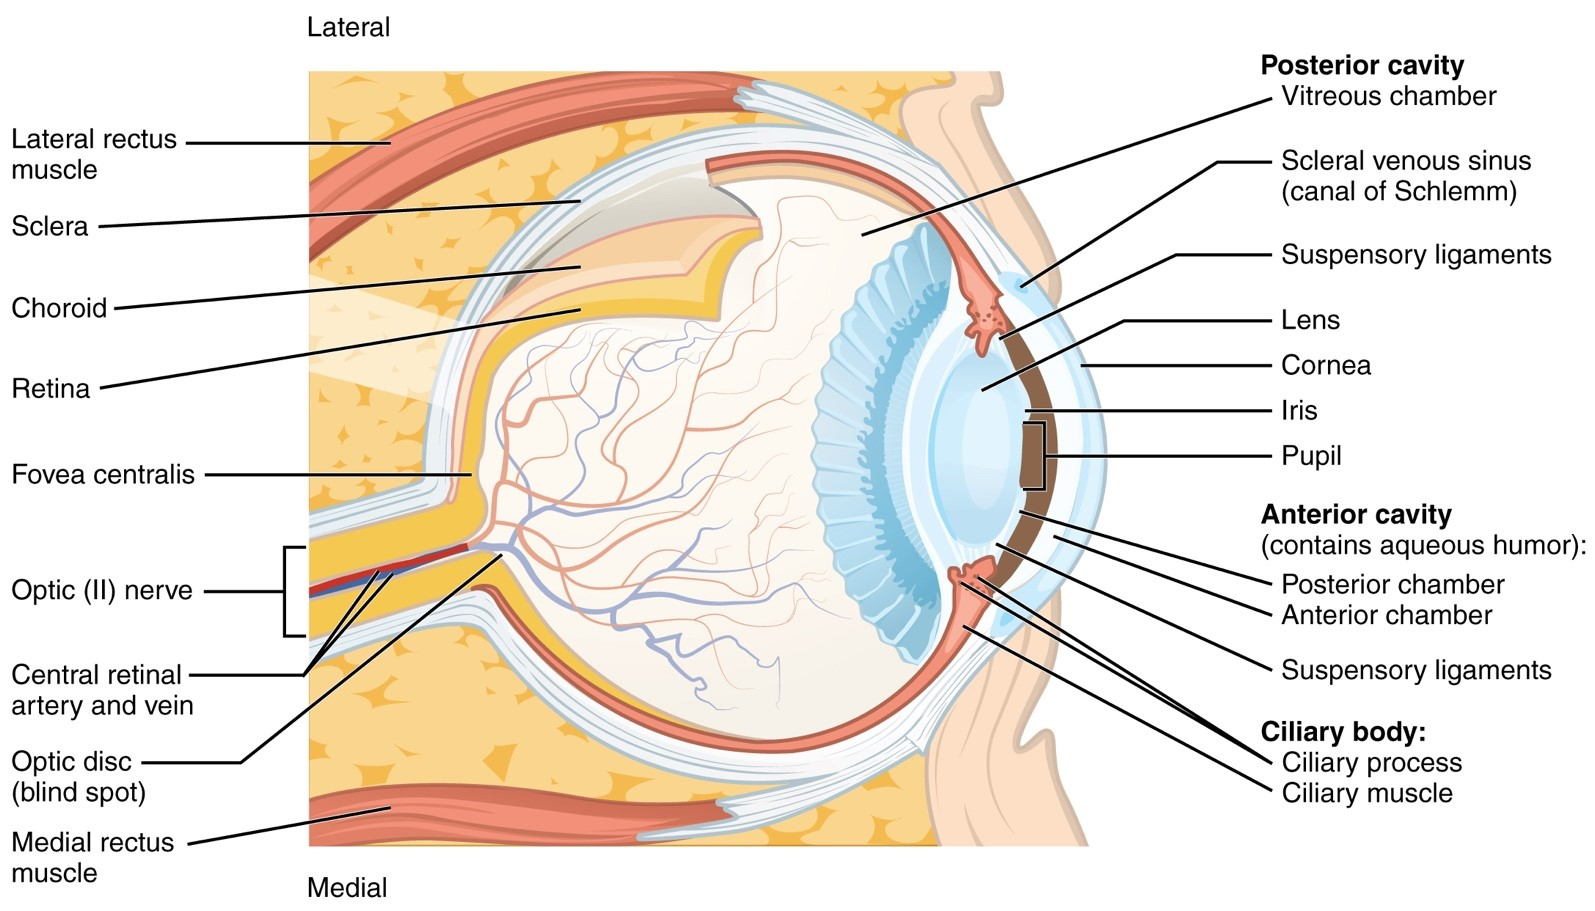 Lateral
Lateral rectus
muscle
Sclera
Choroid
Retina
Fovea centralis
Optic (II) nerve
Central retinal
artery and vein
Optic disc
(blind spot)
Medial rectus
muscle
Medial
Posterior cavity
Vitreous chamber
Scleral venous sinus
(canal of Schlemm)
Suspensory ligaments
Lens
Cornea
Iris
Pupil
Anterior cavity
(contains aqueous humor):
Posterior chamber
Anterior chamber
Suspensory ligaments
Ciliary body:
Ciliary process
Ciliary muscle